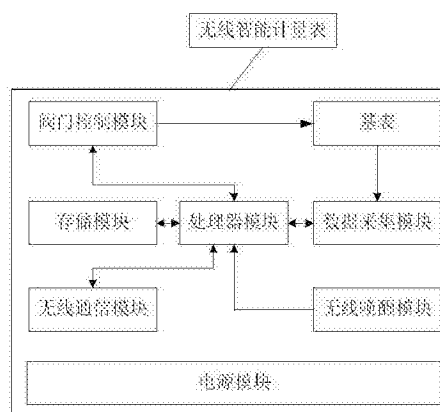 无线智能计量表
阀门控制模块
基表
存储模块
处理器模块
数据采集模块
无线通信模块
无线唤醒模块
电源模块